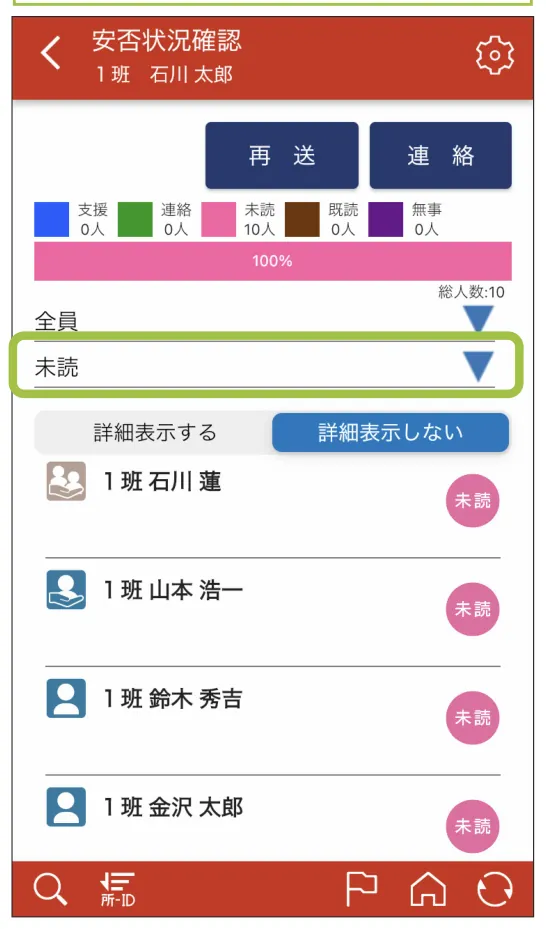 安否状況確認
1班　石川 太郎
再　送
連　絡
支援
0人
連絡
0人
未読
10人
既読
0人
無事
0人
100%
総人数:10
全員
未読
詳細表示する
詳細表示しない
1班 石川 蓮
未読
1班 山本 浩一
未読
1班 鈴木 秀吉
未読
1班 金沢 太郎
未読
所-ID